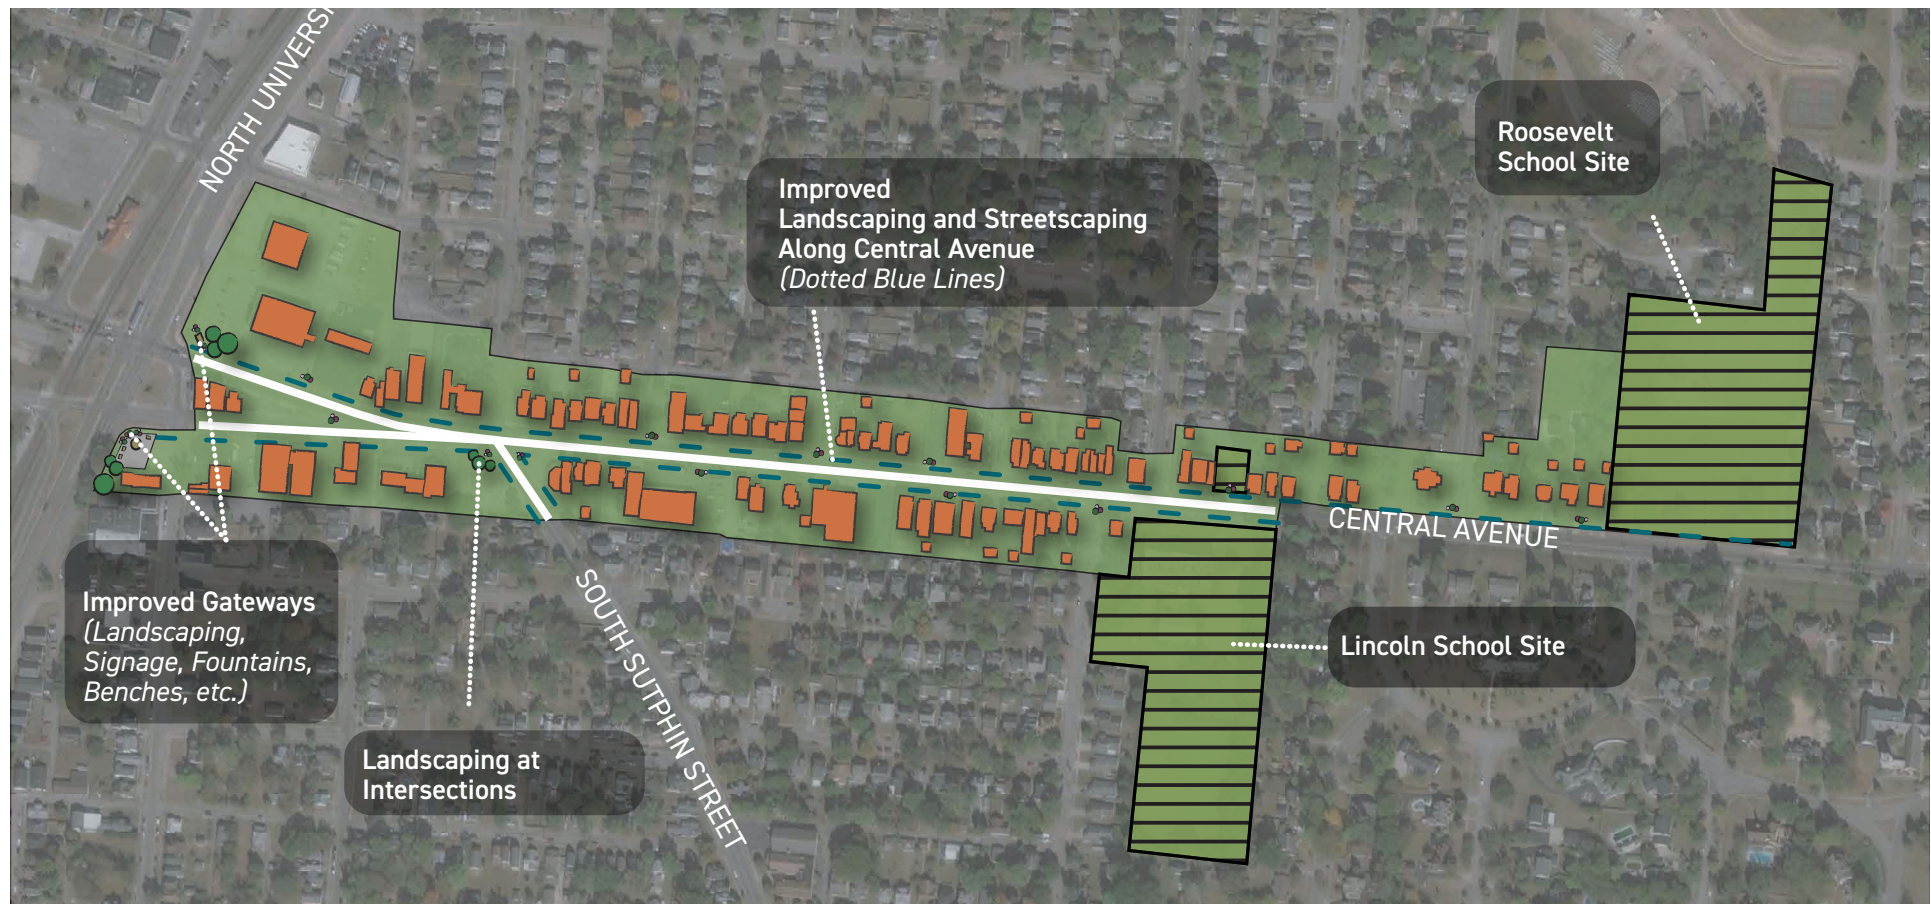 NORTH UNIVERSI
Roosevelt
School Site
Improved
Landscaping and Streetscaping
Along Central Avenue
(Dotted Blue Lines)
CENTRAL AVENUE
Improved Gateways
(Landscaping,
Signage, Fountains,
Benches, etc.)
SOUTH SUTPHIN STREET
Lincoln School Site
Landscaping at
Intersections